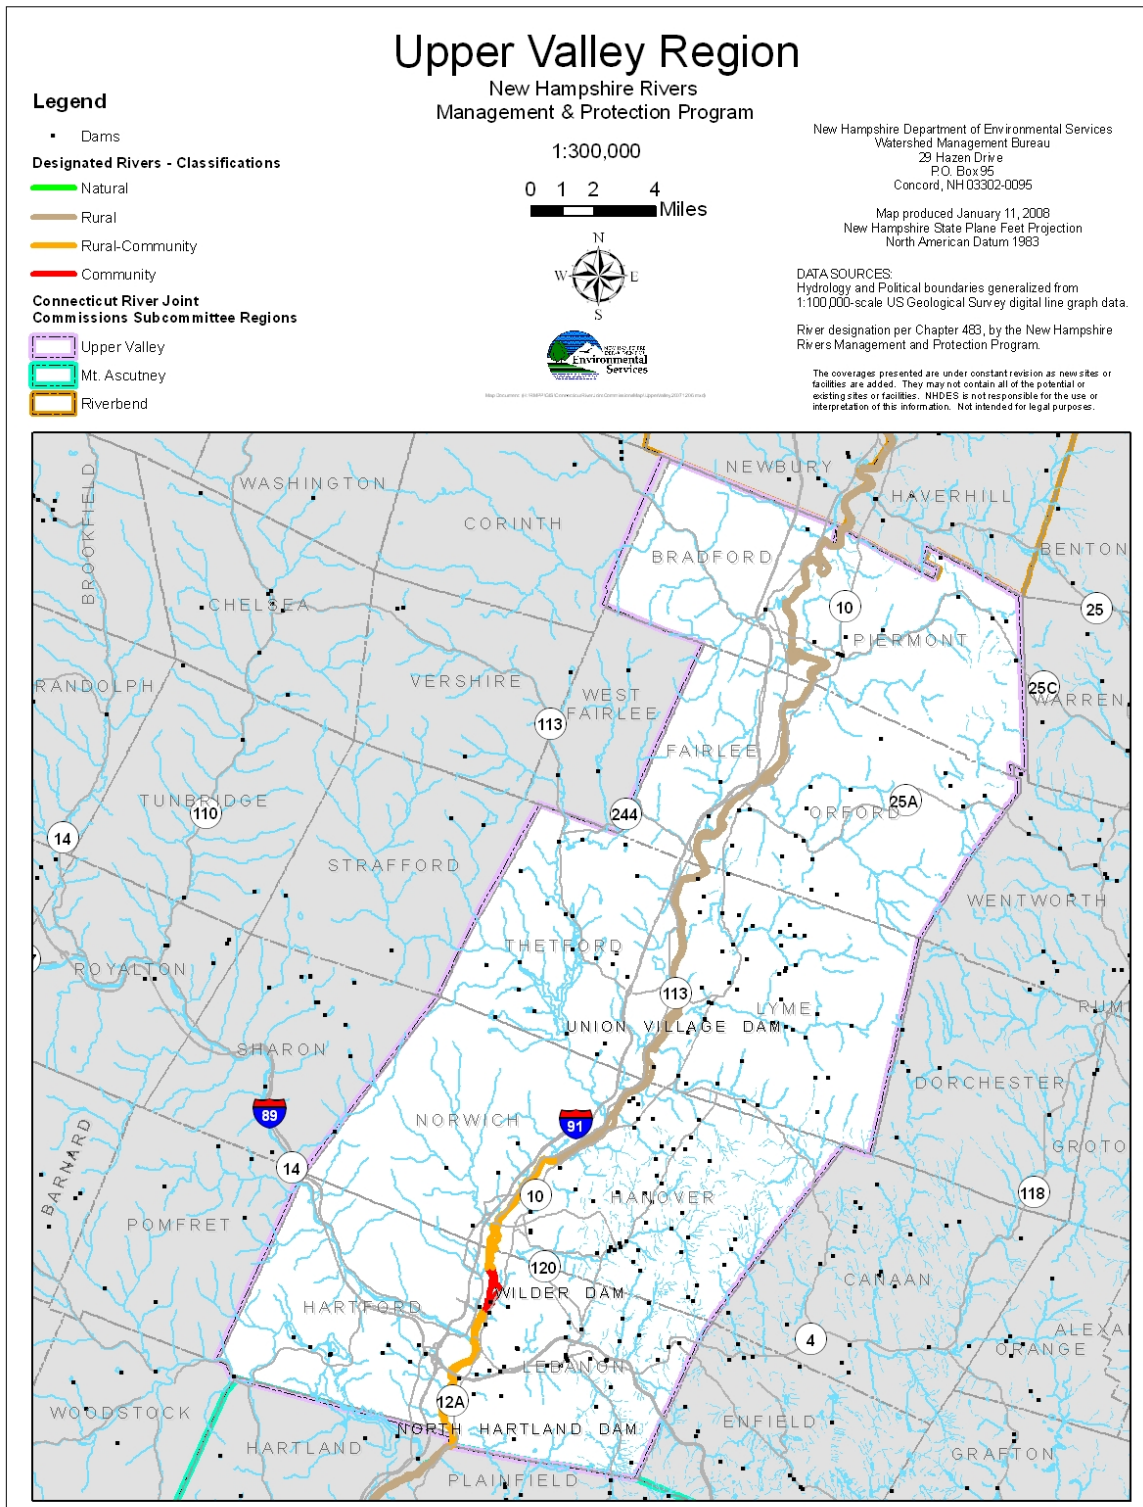 Upper Valley Region
New Hampshire Rivers
Management & Protection Program
1:300,000
0 1 2 4
Miles
N
W E
S
NEW HAMPSHIRE
DEPARTMENT OF
Environmental
Services
Legend
Dams
Designated Rivers - Classifications
Natural
Rural
Rural-Community
Community
Connecticut River Joint
Commissions Subcommittee Regions
Upper Valley
Mt. Ascutney
Riverbend
New Hampshire Department of Environmental Services
Watershed Management Bureau
29 Hazen Drive
P.O. Box 95
Concord, NH 03302-0095
Map produced January 11, 2008
New Hampshire State Plane Feet Projection
North American Datum 1983
DATA SOURCES:
Hydrology and Political boundaries generalized from
1:100,000-scale US Geological Survey digital line graph data.
River designation per Chapter 483, by the New Hampshire
Rivers Management and Protection Program.
The coverages presented are under constant revision as new sites or
facilities are added. They may not contain all of the potential or
existing sites or facilities. NHDES is not responsible for the use or
interpretation of this information. Not intended for legal purposes.
NEWBURY
WASHINGTON
HAVERHILL
CORINTH
BROOKFIELD
BENTON
BRADFORD
CHELSEA
10
25
PIERMONT
VERSHIRE
RANDOLPH
25C
WEST
FAIRLEE
WARREN
113
FAIRLEE
TUNBRIDGE
110
244
25A
ORFORD
14
STRAFFORD
WENTWORTH
THETFORD
ROYALTON
113
LYME
RUM
UNION VILLAGE DAM
SHARON
DORCHESTER
89
NORWICH
91
GROTO
BARNARD
14
118
10
HANOVER
POMFRET
120
CANAAN
WILDER DAM
HARTFORD
ALEXA
4
ORANGE
LEBANON
12A
WOODSTOCK
ENFIELD
NORTH HARTLAND DAM
HARTLAND
GRAFTON
PLAINFIELD